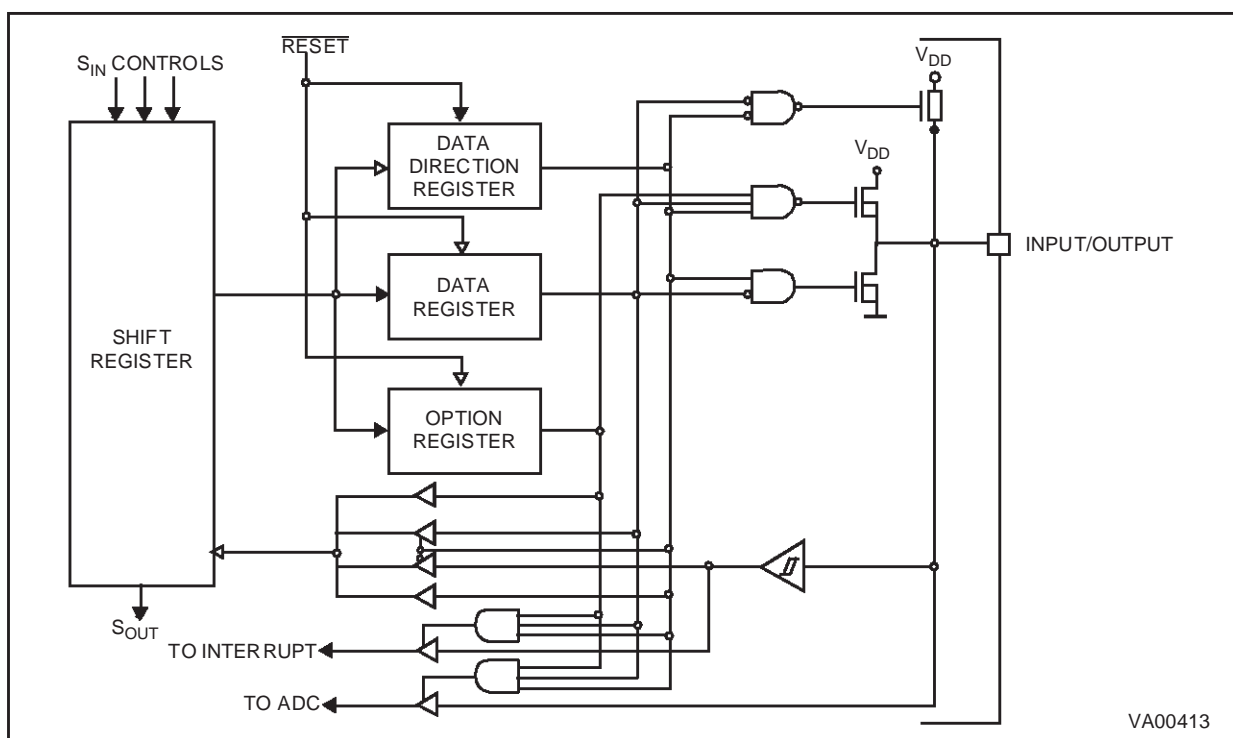 RESET
S_IN CONTROLS
V_DD
DATA
DIRECTION
REGISTER
V_DD
INPUT/OUTPUT
DATA
REGISTER
SHIFT
REGISTER
OPTION
REGISTER
S_OUT
TO INTERRUPT
TO ADC
VA00413